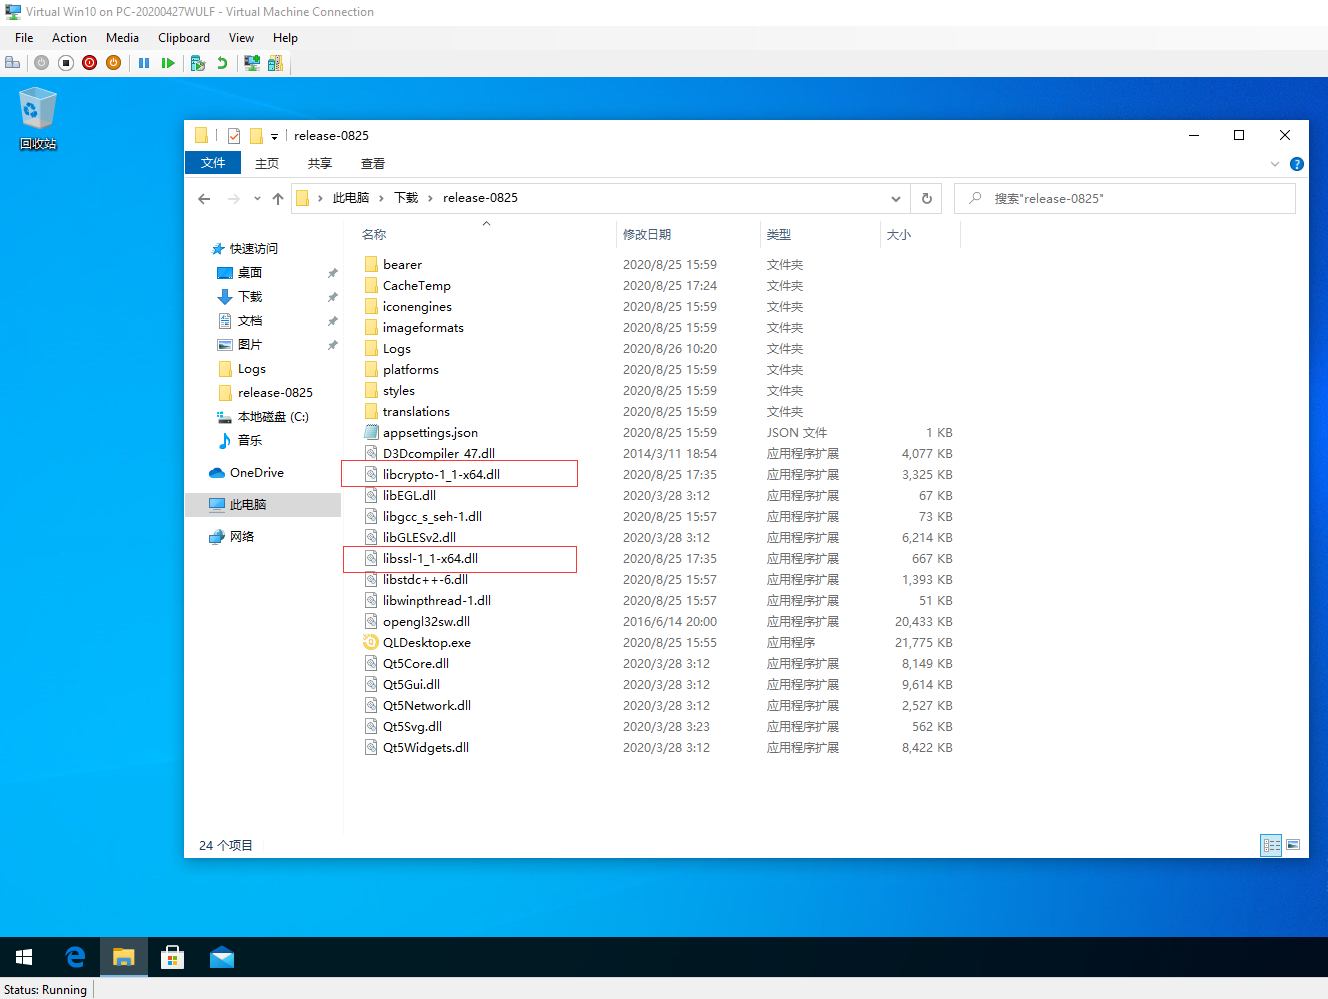 Virtual Win10 on PC-20200427WULF - Virtual Machine Connection
File Action Media Clipboard View Help
回收站
release-0825
文件 主页 共享 查看
此电脑 下载 release-0825
搜索"release-0825"
名称 修改日期 类型 大小
快速访问
桌面
下载
文档
图片
Logs
release-0825
本地磁盘 (C:)
音乐
OneDrive
此电脑
网络
bearer 2020/8/25 15:59 文件夹
CacheTemp 2020/8/25 17:24 文件夹
iconengines 2020/8/25 15:59 文件夹
imageformats 2020/8/25 15:59 文件夹
Logs 2020/8/26 10:20 文件夹
platforms 2020/8/25 15:59 文件夹
styles 2020/8/25 15:59 文件夹
translations 2020/8/25 15:59 文件夹
appsettings.json 2020/8/25 15:59 JSON 文件 1 KB
D3Dcompiler_47.dll 2014/3/11 18:54 应用程序扩展 4,077 KB
libcrypto-1_1-x64.dll 2020/8/25 17:35 应用程序扩展 3,325 KB
libEGL.dll 2020/3/28 3:12 应用程序扩展 67 KB
libgcc_s_seh-1.dll 2020/8/25 15:57 应用程序扩展 73 KB
libGLESv2.dll 2020/3/28 3:12 应用程序扩展 6,214 KB
libssl-1_1-x64.dll 2020/8/25 17:35 应用程序扩展 667 KB
libstdc++-6.dll 2020/8/25 15:57 应用程序扩展 1,393 KB
libwinpthread-1.dll 2020/8/25 15:57 应用程序扩展 51 KB
opengl32sw.dll 2016/6/14 20:00 应用程序扩展 20,433 KB
QLDesktop.exe 2020/8/25 15:55 应用程序 21,775 KB
Qt5Core.dll 2020/3/28 3:12 应用程序扩展 8,149 KB
Qt5Gui.dll 2020/3/28 3:12 应用程序扩展 9,614 KB
Qt5Network.dll 2020/3/28 3:12 应用程序扩展 2,527 KB
Qt5Svg.dll 2020/3/28 3:23 应用程序扩展 562 KB
Qt5Widgets.dll 2020/3/28 3:12 应用程序扩展 8,422 KB
24 个项目
Status: Running